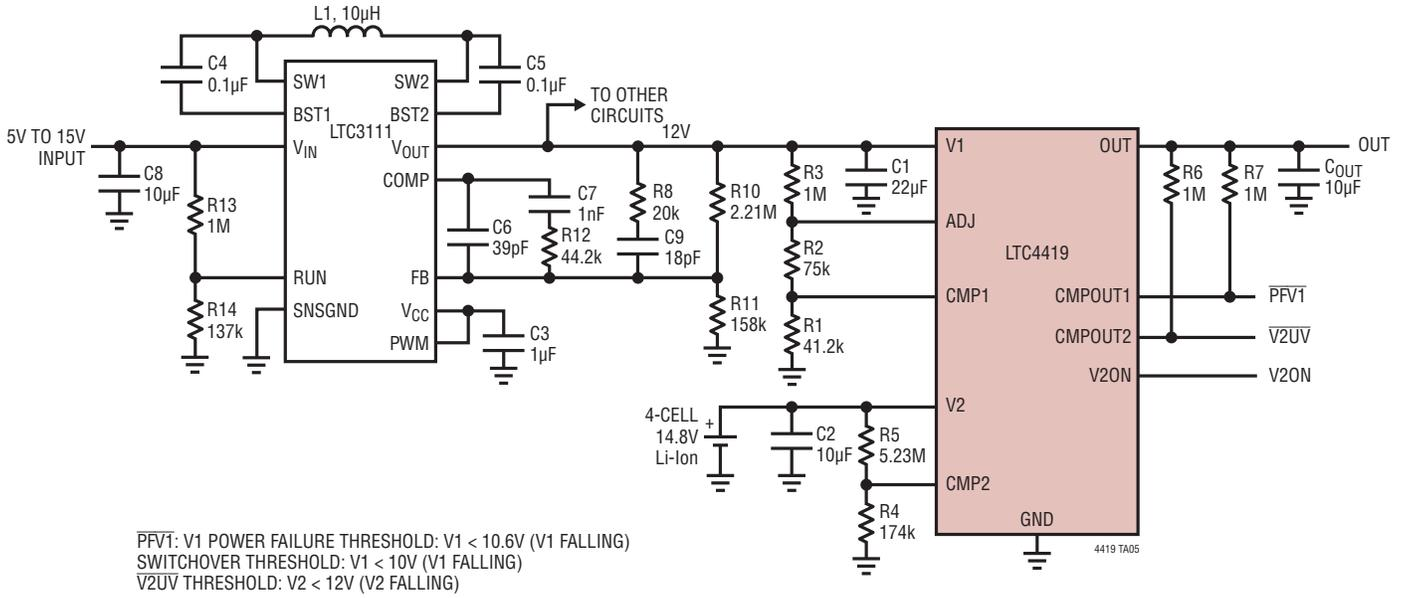 L1, 10µH
C4
0.1µF
C5
0.1µF
SW1
SW2
BST1
BST2
LTC3111
TO OTHER
CIRCUITS
12V
5V TO 15V
INPUT
VIN
VOUT
COMP
C8
10µF
R13
1M
C6
39pF
C7
1nF
R12
44.2k
R8
20k
C9
18pF
R10
2.21M
R3
1M
C1
22µF
RUN
FB
SNSGND
VCC
PWM
R14
137k
C3
1µF
R11
158k
R2
75k
R1
41.2k
V1
OUT
OUT
ADJ
LTC4419
R6
1M
R7
1M
COUT
10µF
CMP1
CMPOUT1
PFV1
CMPOUT2
V2UV
V2ON
V2ON
V2
4-CELL
14.8V
Li-Ion
+
C2
10µF
R5
5.23M
CMP2
R4
174k
GND
4419 TA05
PFV1: V1 POWER FAILURE THRESHOLD: V1 < 10.6V (V1 FALLING)
SWITCHOVER THRESHOLD: V1 < 10V (V1 FALLING)
V2UV THRESHOLD: V2 < 12V (V2 FALLING)